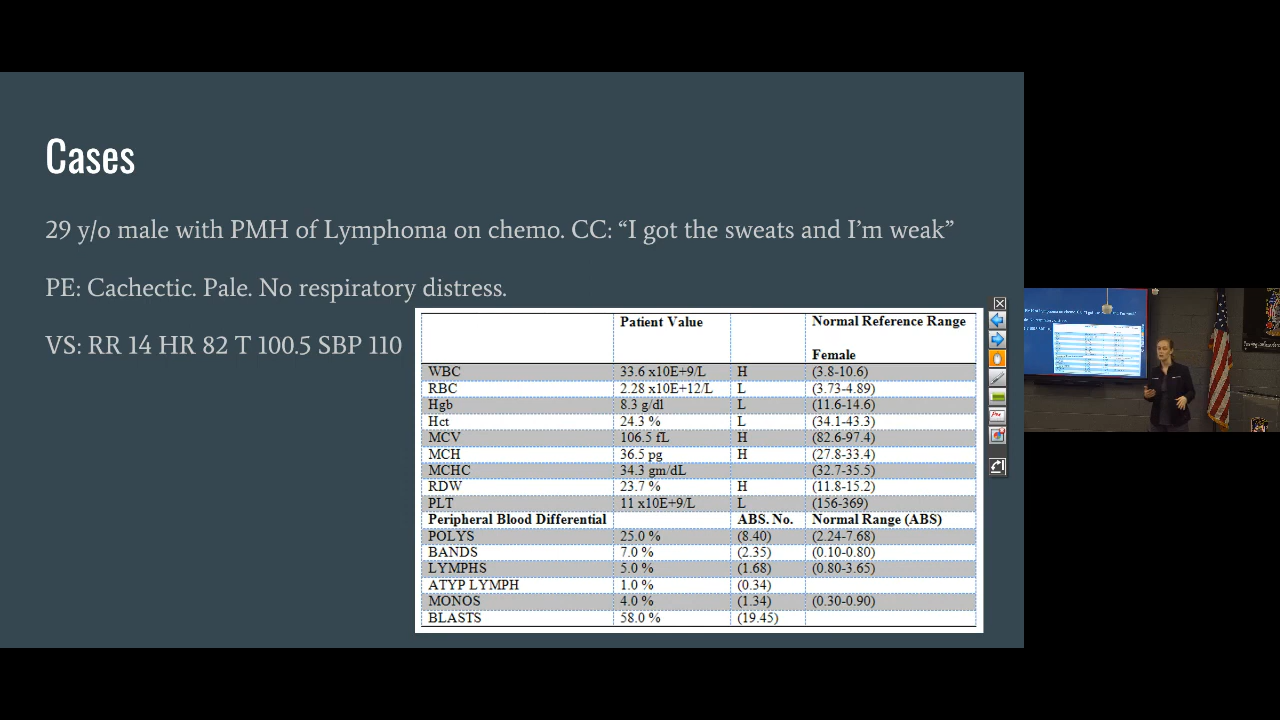 Cases
29 y/o male with PMH of Lymphoma on chemo. CC: “I got the sweats and I’m weak”
PE: Cachectic. Pale. No respiratory distress.
VS: RR 14 HR 82 T 100.5 SBP 110
Patient Value Normal Reference Range
Female
WBC 33.6 x10E+9/L H (3.8-10.6)
RBC 2.28 x10E+12/L L (3.73-4.89)
Hgb 8.3 g/dl L (11.6-14.6)
Hct 24.3 % L (34.1-43.3)
MCV 106.5 fL H (82.6-97.4)
MCH 36.5 pg H (27.8-33.4)
MCHC 34.3 gm/dL (32.7-35.5)
RDW 23.7 % H (11.8-15.2)
PLT 11 x10E+9/L L (156-369)
Peripheral Blood Differential ABS. No. Normal Range (ABS)
POLYS 25.0 % (8.40) (2.24-7.68)
BANDS 7.0 % (2.35) (0.10-0.80)
LYMPHS 5.0 % (1.68) (0.80-3.65)
ATYP LYMPH 1.0 % (0.34)
MONOS 4.0 % (1.34) (0.30-0.90)
BLASTS 58.0 % (19.45)